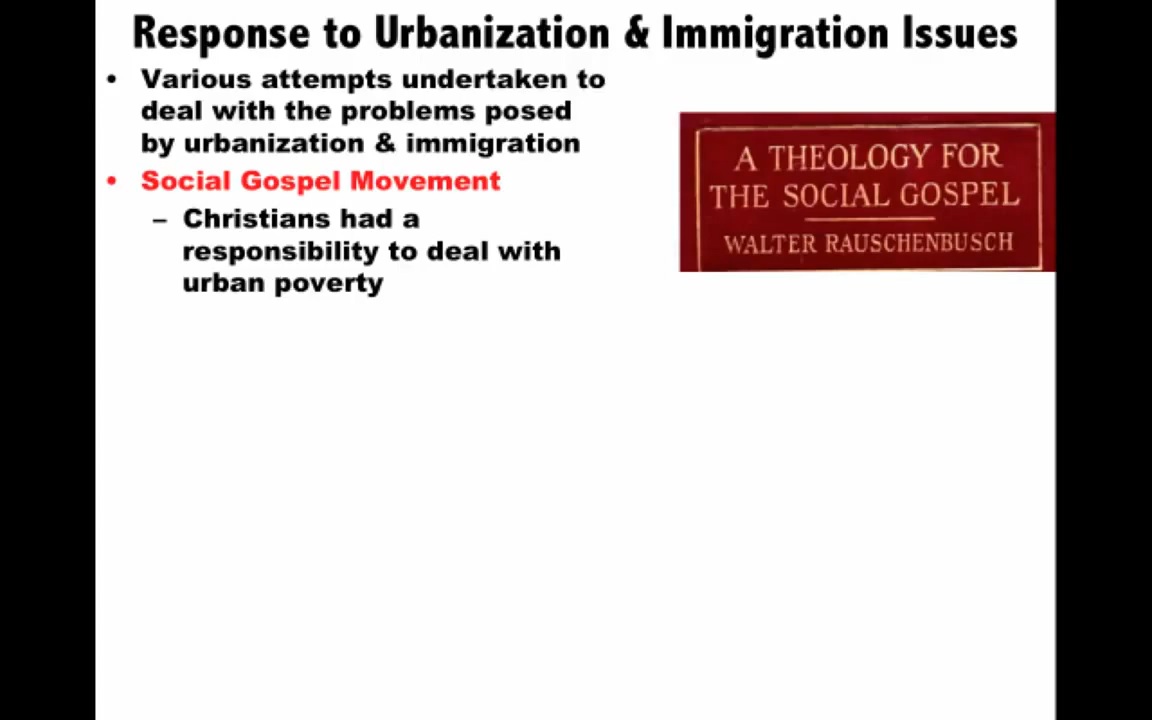 Response to Urbanization & Immigration Issues
• Various attempts undertaken to
deal with the problems posed
by urbanization & immigration
• Social Gospel Movement
– Christians had a
responsibility to deal with
urban poverty
A THEOLOGY FOR
THE SOCIAL GOSPEL
WALTER RAUSCHENBUSCH